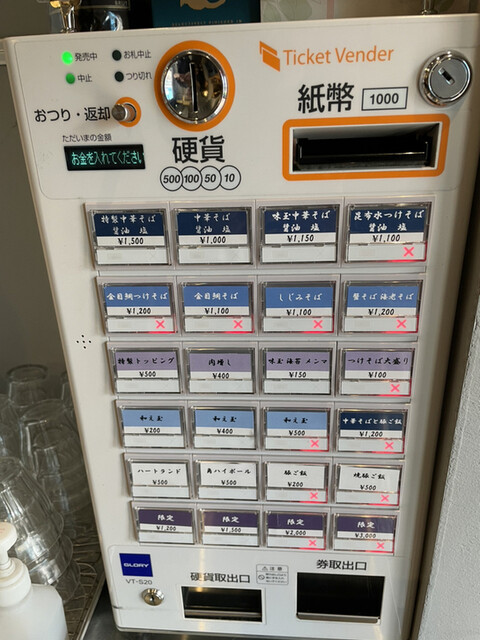 発売中
お札中止
中止
つり切れ
Ticket Vender
おつり・返却
紙幣 1000
ただいまの金額
お金を入れてください
硬貨
500 100 50 10
特製中華そば
醤油 塩
¥1,500
中華そば
醤油 塩
¥1,000
味玉中華そば
醤油 塩
¥1,150
昆布水つけそば
醤油 塩
¥1,100
金目鯛つけそば
¥1,200
金目鯛そば
¥1,100
しじみそば
¥1,100
蟹そば 海老そば
¥1,200
特製トッピング
¥500
肉増し
¥400
味玉 海苔 メンマ
¥150
つけそば大盛り
¥100
和え玉
¥200
和え玉
¥400
和え玉
¥300
中華そばと豚ご飯
¥1,200
ハートランド
¥500
角ハイボール
¥500
豚ご飯
¥200
焼豚ご飯
¥500
限定
¥1,200
限定
¥1,500
限定
¥2,000
限定
¥3,000
GLORY
VT-S20
硬貨取出口
注意
券取出口